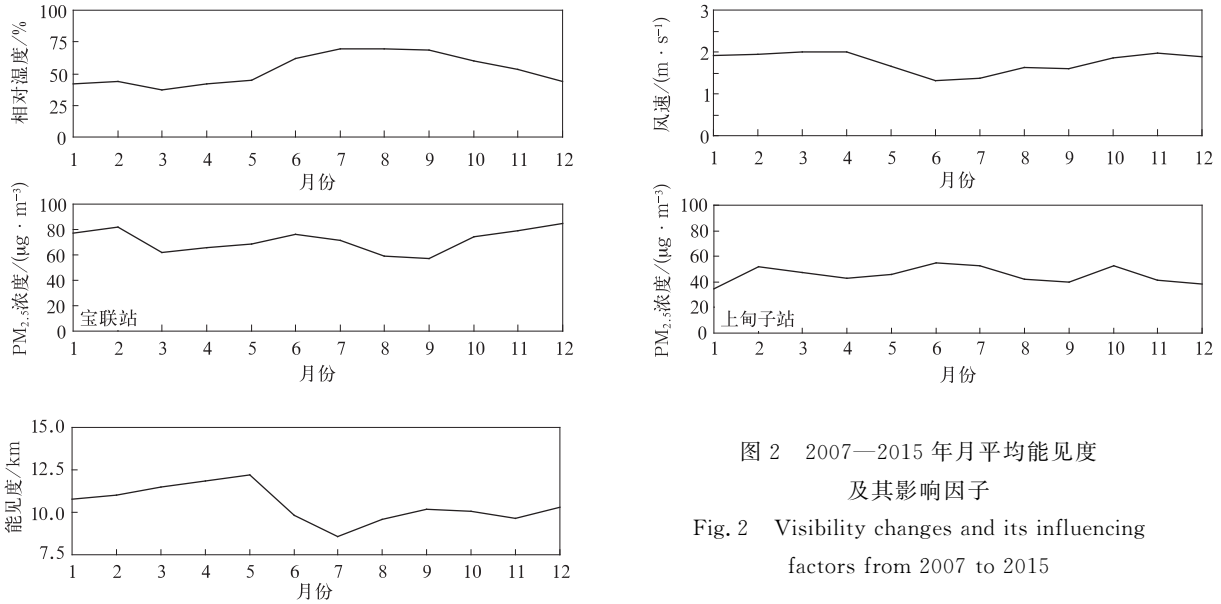 相对湿度/%
100
75
50
25
0
1 2 3 4 5 6 7 8 9 10 11 12
月份
风速/(m · s⁻¹)
3
2
1
0
1 2 3 4 5 6 7 8 9 10 11 12
月份
PM₂.₅浓度/(μg · m⁻³)
100
80
60
40
20
0
宝联站
1 2 3 4 5 6 7 8 9 10 11 12
月份
PM₂.₅浓度/(μg · m⁻³)
100
80
60
40
20
0
上甸子站
1 2 3 4 5 6 7 8 9 10 11 12
月份
能见度/km
15.0
12.5
10.0
7.5
1 2 3 4 5 6 7 8 9 10 11 12
月份
图 2 2007—2015 年月平均能见度
及其影响因子
Fig. 2 Visibility changes and its influencing
factors from 2007 to 2015